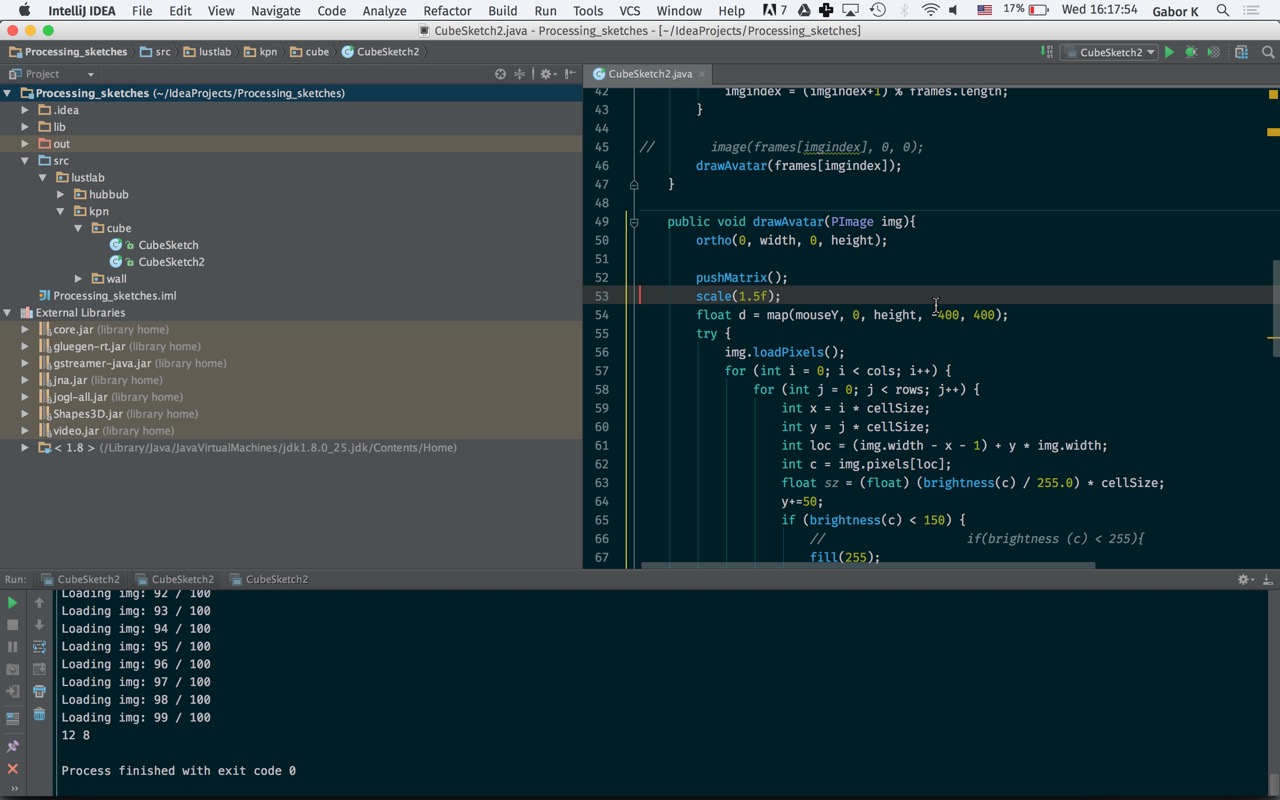 IntelliJ IDEA File Edit View Navigate Code Analyze Refactor Build Run Tools VCS Window Help 7 17% Wed 16:17:54 Gabor K
CubeSketch2.java - Processing_sketches - [~/IdeaProjects/Processing_sketches]
Processing_sketches src lustlab kpn cube CubeSketch2 CubeSketch2
Project
CubeSketch2.java
Processing_sketches (~/IdeaProjects/Processing_sketches)
.idea
lib
out
src
lustlab
hubbub
kpn
cube
CubeSketch
CubeSketch2
wall
Processing_sketches.iml
External Libraries
core.jar (library home)
gluegen-rt.jar (library home)
gstreamer-java.jar (library home)
jna.jar (library home)
jogl-all.jar (library home)
Shapes3D.jar (library home)
video.jar (library home)
< 1.8 > (/Library/Java/JavaVirtualMachines/jdk1.8.0_25.jdk/Contents/Home)
42 imgindex = (imgindex+1) % frames.length;
43 }
44
45 // image(frames[imgindex], 0, 0);
46 drawAvatar(frames[imgindex]);
47 }
48
49 public void drawAvatar(PImage img){
50 ortho(0, width, 0, height);
51
52 pushMatrix();
53 scale(1.5f);
54 float d = map(mouseY, 0, height, -400, 400);
55 try {
56 img.loadPixels();
57 for (int i = 0; i < cols; i++) {
58 for (int j = 0; j < rows; j++) {
59 int x = i * cellSize;
60 int y = j * cellSize;
61 int loc = (img.width - x - 1) + y * img.width;
62 int c = img.pixels[loc];
63 float sz = (float) (brightness(c) / 255.0) * cellSize;
64 y+=50;
65 if (brightness(c) < 150) {
66 // if(brightness (c) < 255){
67 fill(255);
Run: CubeSketch2 CubeSketch2 CubeSketch2
Loading img: 92 / 100
Loading img: 93 / 100
Loading img: 94 / 100
Loading img: 95 / 100
Loading img: 96 / 100
Loading img: 97 / 100
Loading img: 98 / 100
Loading img: 99 / 100
12 8
Process finished with exit code 0